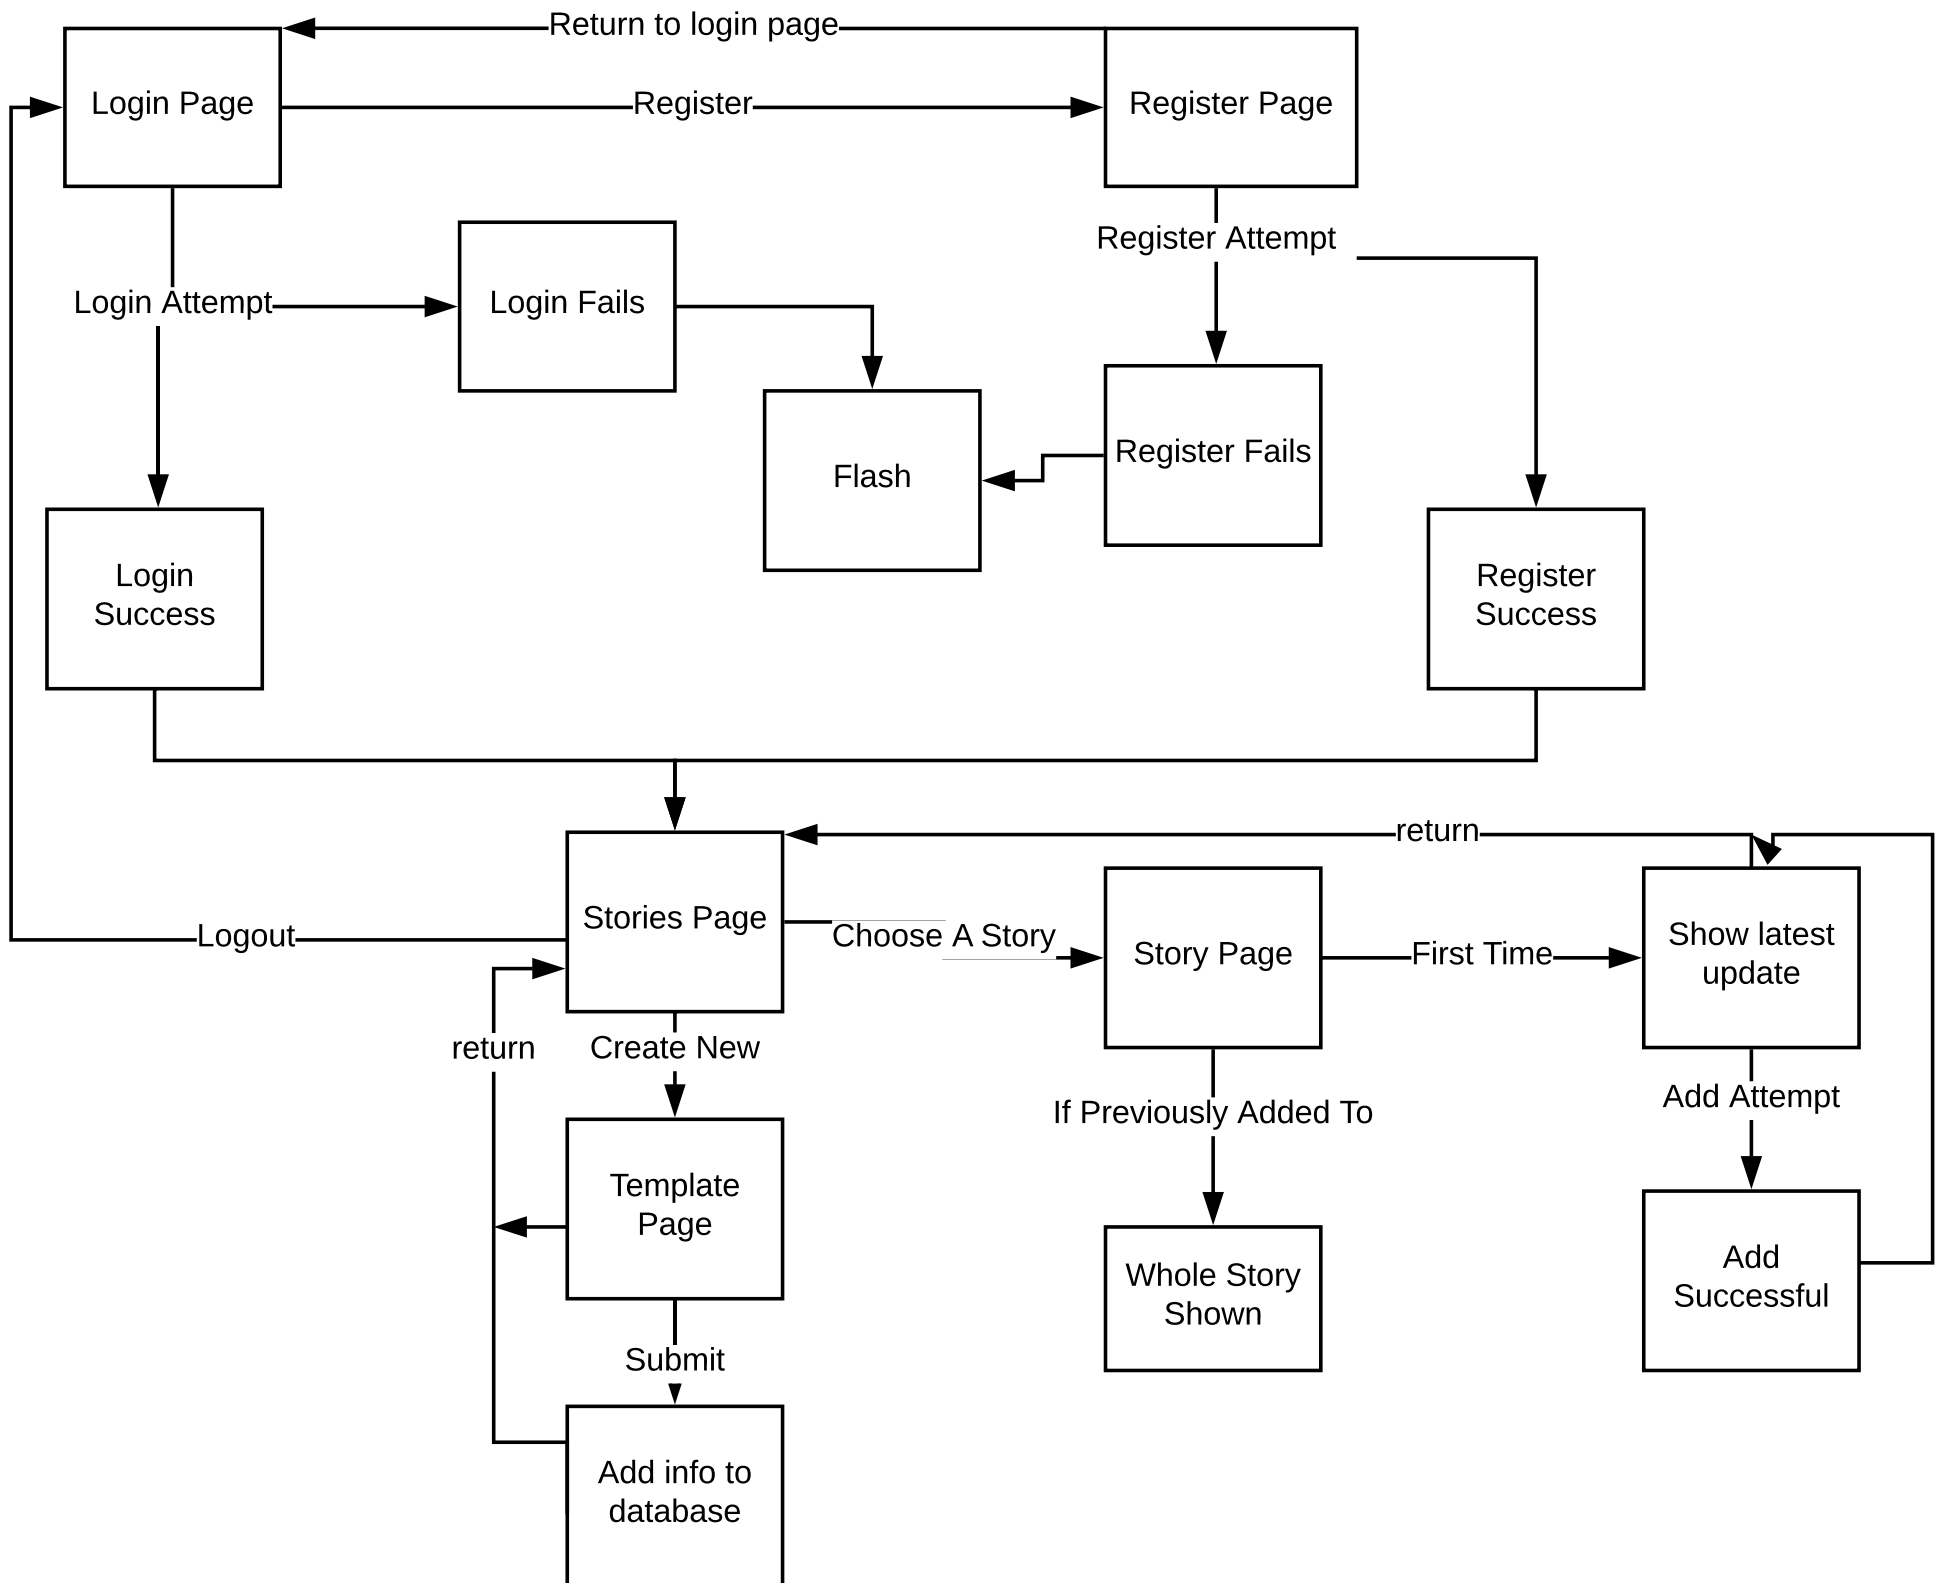 Return to login page
Login Page
Register
Register Page
Register Attempt
Login Attempt
Login Fails
Register Fails
Flash
Login
Success
Register
Success
return
Stories Page
Choose A Story
Story Page
First Time
Show latest
update
Logout
return
Create New
If Previously Added To
Add Attempt
Template
Page
Whole Story
Shown
Add
Successful
Submit
Add info to
database